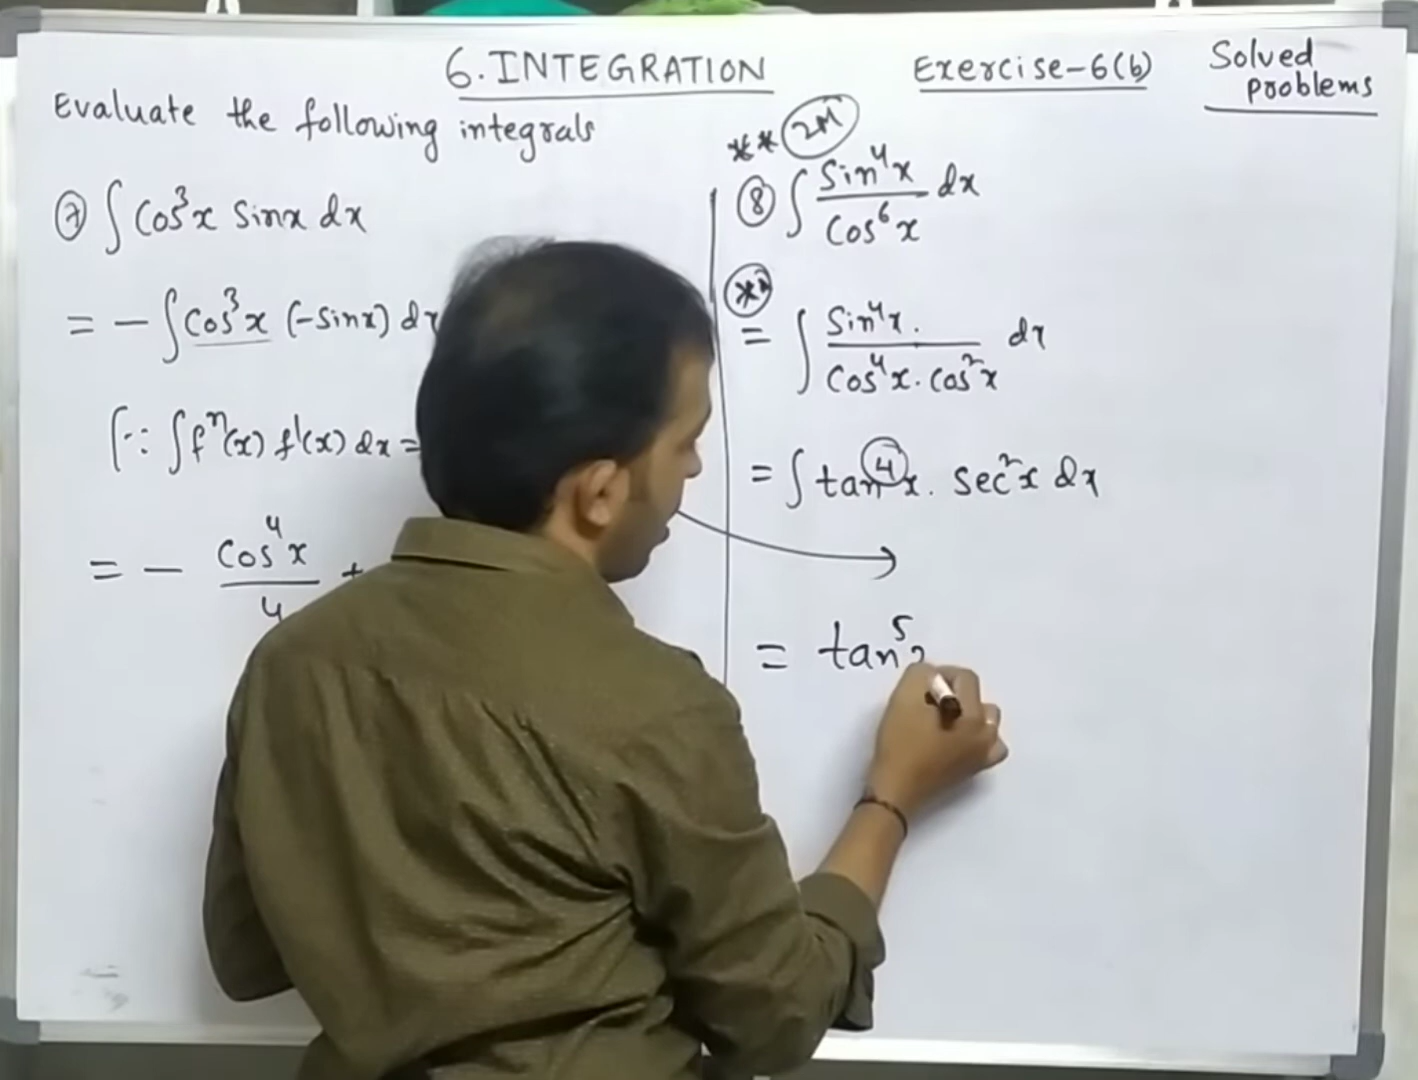 6. INTEGRATION
Exercise-6(b)
Solved problems
Evaluate the following integrals
⑦ ∫ Cos³x Sinx dx
= - ∫ Cos³x (-Sinx) dx
[∵ ∫ fⁿ(x) f'(x) dx =
= - Cos⁴x / 4 +
** 2M
⑧ ∫ Sin⁴x / Cos⁶x dx
**
= ∫ Sin⁴x . / Cos⁴x . Cos²x dx
= ∫ tan⁴x . Sec²x dx
= tan⁵